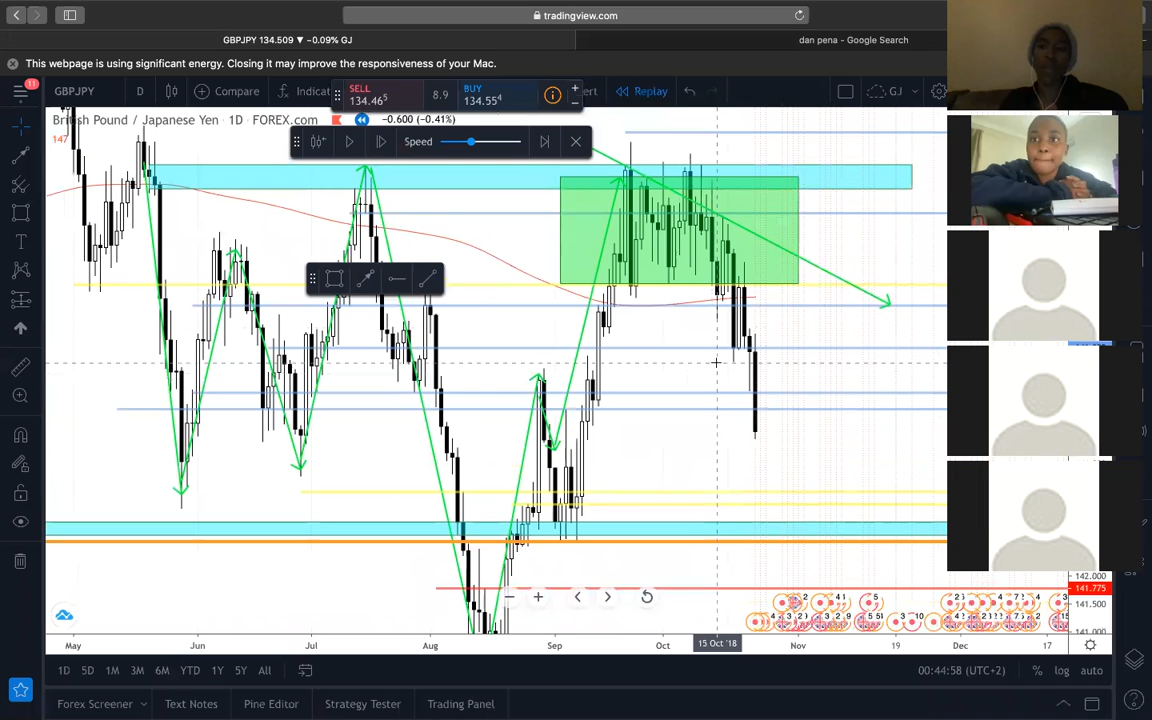 tradingview.com
GBPJPY 134.509 ▼ -0.09% GJ
dan pena - Google Search
This webpage is using significant energy. Closing it may improve the responsiveness of your Mac.
11
GBPJPY
D
Compare
Indicat
SELL
134.46⁵
8.9
BUY
134.55⁴
ert
Replay
GJ
British Pound / Japanese Yen · 1D · FOREX.com
-0.600 (-0.41%)
147
Speed
142.000
141.775
141.500
141.000
May
Jun
Jul
Aug
Sep
Oct
15 Oct '18
Nov
19
Dec
17
1D
5D
1M
3M
6M
YTD
1Y
5Y
All
00:44:58 (UTC+2)
%
log
auto
Forex Screener
Text Notes
Pine Editor
Strategy Tester
Trading Panel